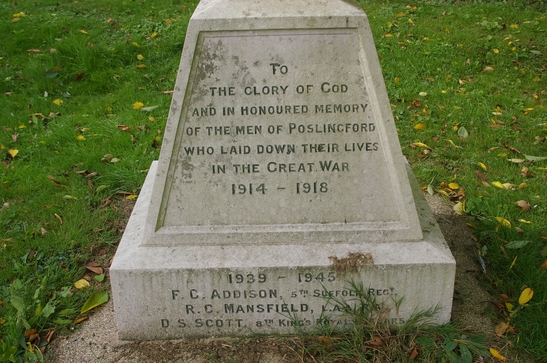 TO
THE GLORY OF GOD
AND IN HONOURED MEMORY
OF THE MEN OF POSLINGFORD
WHO LAID DOWN THEIR LIVES
IN THE GREAT WAR
1914 - 1918
1939 - 1945
F. C. ADDISON, 5TH SUFFOLK REGT.
R. C. MANSFIELD,
D. S. SCOTT, 8TH KING'S ROYAL